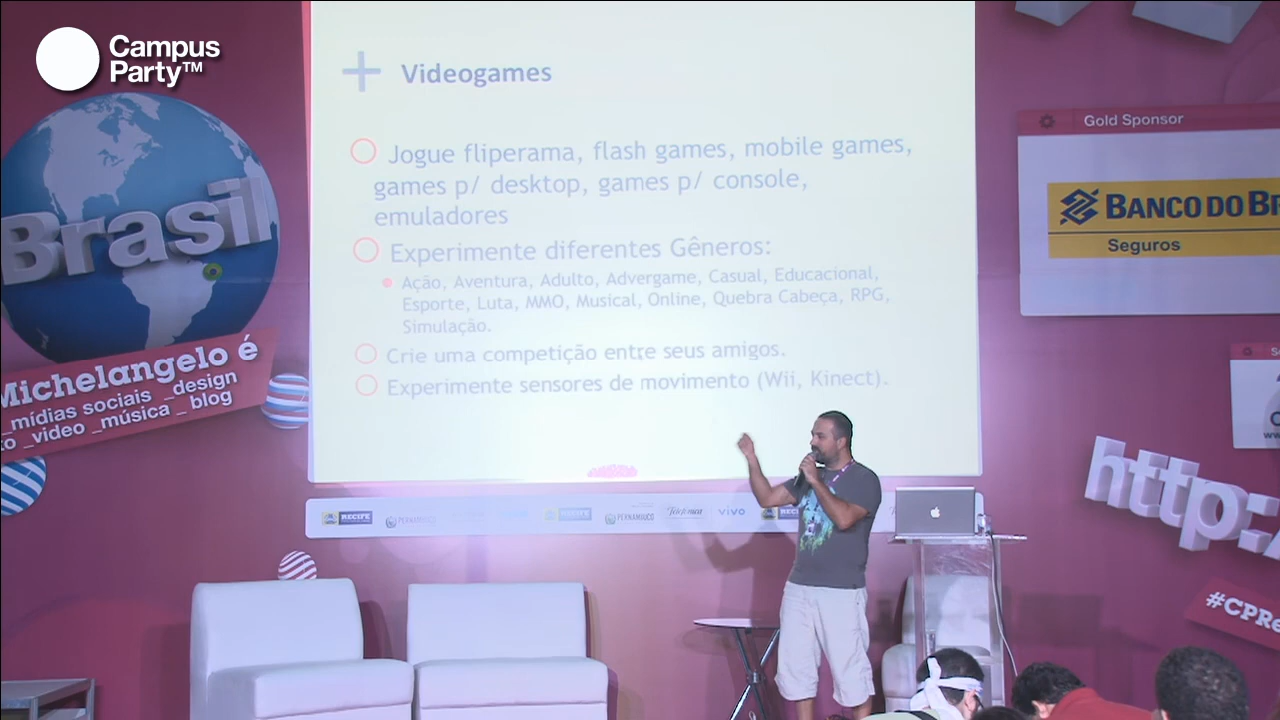 Campus
Party™
Brasil
Michelangelo é
_mídias sociais _design
_video _música _ blog
Videogames
Jogue fliperama, flash games, mobile games,
games p/ desktop, games p/ console,
emuladores
Experimente diferentes Gêneros:
Ação, Aventura, Adulto, Advergame, Casual, Educacional,
Esporte, Luta, MMO, Musical, Online, Quebra Cabeça, RPG,
Simulação.
Crie uma competição entre seus amigos.
Experimente sensores de movimento (Wii, Kinect).
RECIFE
PERNAMBUCO
PERNAMBUCO
Telefónica
vivo
Gold Sponsor
BANCO DO BR
Seguros
http:/
#CPRe